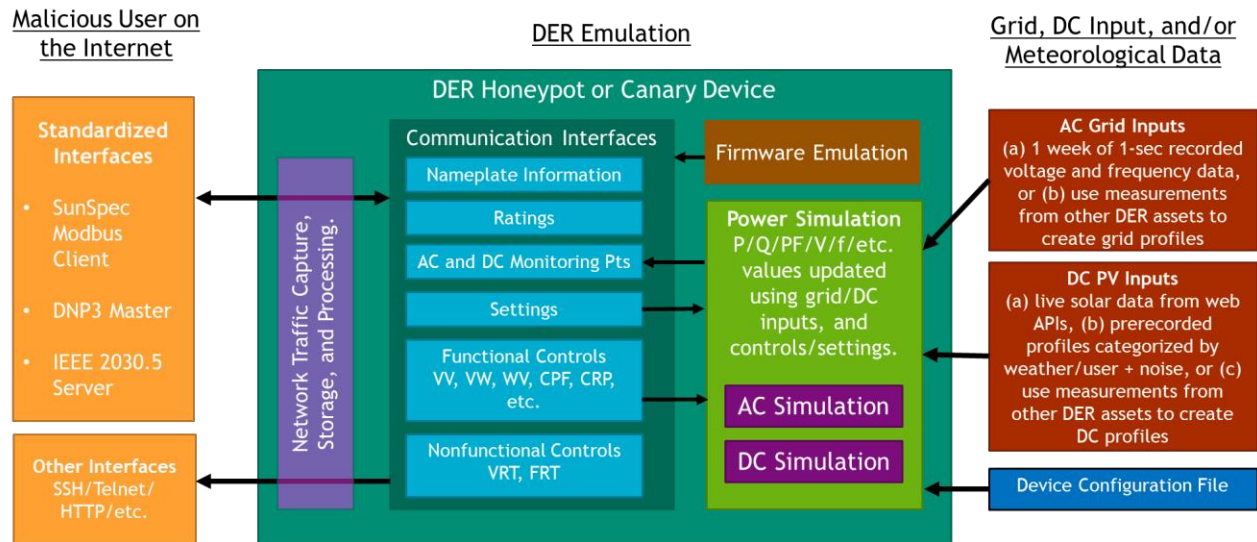 Malicious User on
the Internet
DER Emulation
Grid, DC Input, and/or
Meteorological Data
Standardized
Interfaces
• SunSpec
Modbus
Client
• DNP3 Master
• IEEE 2030.5
Server
Other Interfaces
SSH/Telnet/
HTTP/etc.
DER Honeypot or Canary Device
Network Traffic Capture,
Storage, and Processing.
Communication Interfaces
Nameplate Information
Ratings
AC and DC Monitoring Pts
Settings
Functional Controls
VV, VW, WV, CPF, CRP,
etc.
Nonfunctional Controls
VRT, FRT
Firmware Emulation
Power Simulation
P/Q/PF/V/f/etc.
values updated
using grid/DC
inputs, and
controls/settings.
AC Simulation
DC Simulation
AC Grid Inputs
(a) 1 week of 1-sec recorded
voltage and frequency data,
or (b) use measurements
from other DER assets to
create grid profiles
DC PV Inputs
(a) live solar data from web
APIs, (b) prerecorded
profiles categorized by
weather/user + noise, or (c)
use measurements from
other DER assets to create
DC profiles
Device Configuration File